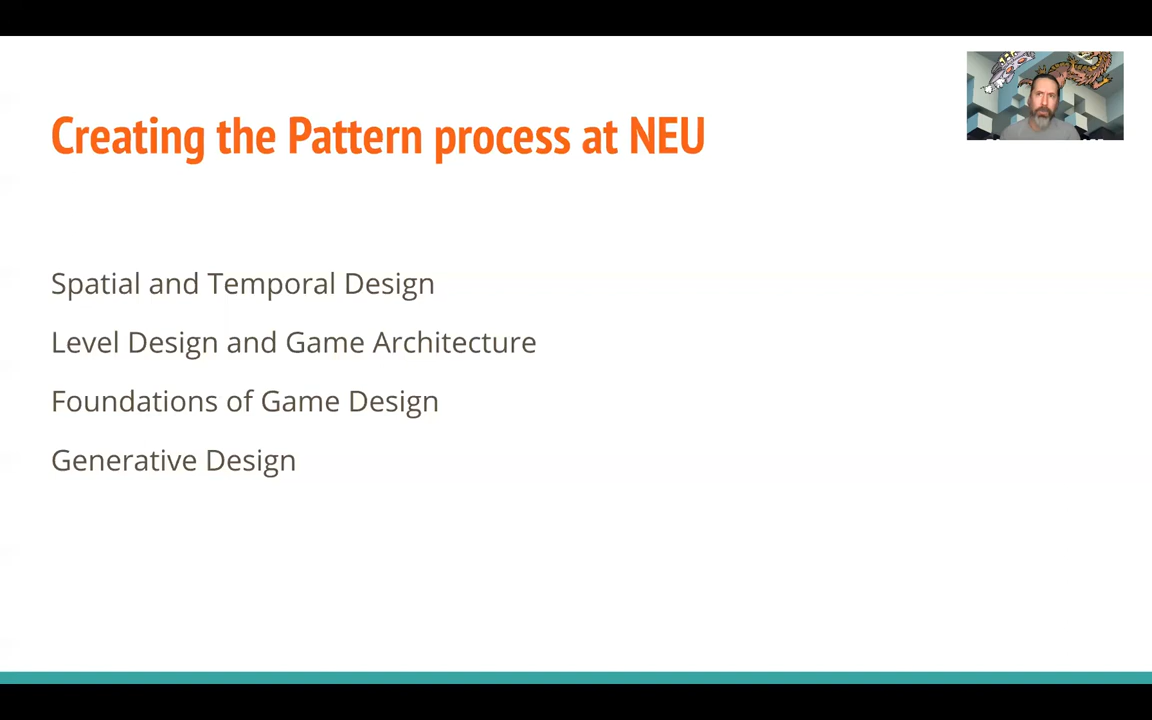 Creating the Pattern process at NEU
Spatial and Temporal Design
Level Design and Game Architecture
Foundations of Game Design
Generative Design